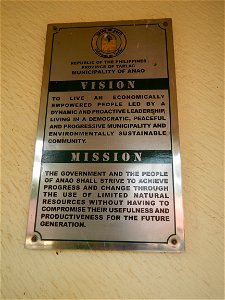 REPUBLIC OF THE PHILIPPINES
PROVINCE OF TARLAC
MUNICIPALITY OF ANAO
VISION
TO LIVE AN ECONOMICALLY
EMPOWERED PEOPLE LED BY A
DYNAMIC AND PROACTIVE LEADERSHIP,
LIVING IN A DEMOCRATIC, PEACEFUL
AND PROGRESSIVE MUNICIPALITY AND
ENVIRONMENTALLY SUSTAINABLE
COMMUNITY.
MISSION
THE GOVERNMENT AND THE PEOPLE
OF ANAO SHALL STRIVE TO ACHIEVE
PROGRESS AND CHANGE THROUGH
THE USE OF LIMITED NATURAL
RESOURCES WITHOUT HAVING TO
COMPROMISE THEIR USEFULNESS AND
PRODUCTIVENESS FOR THE FUTURE
GENERATION.